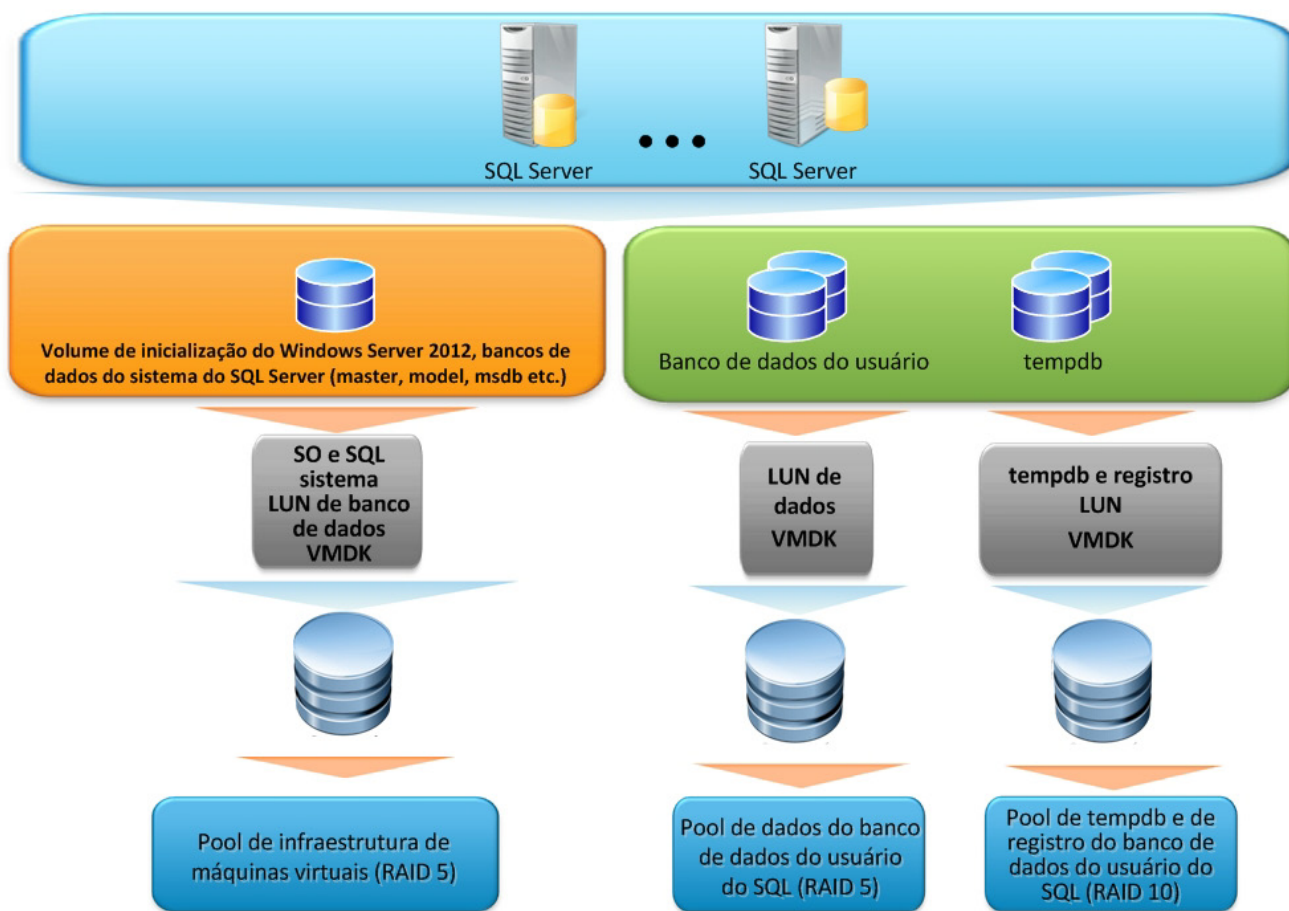 SQL Server
SQL Server
Volume de inicialização do Windows Server 2012, bancos de
dados do sistema do SQL Server (master, model, msdb etc.)
Banco de dados do usuário
tempdb
SO e SQL
sistema
LUN de banco
de dados
VMDK
LUN de
dados
VMDK
tempdb e registro
LUN
VMDK
Pool de infraestrutura de
máquinas virtuais (RAID 5)
Pool de dados do banco
de dados do usuário
do SQL (RAID 5)
Pool de tempdb e de
registro do banco de
dados do usuário do
SQL (RAID 10)